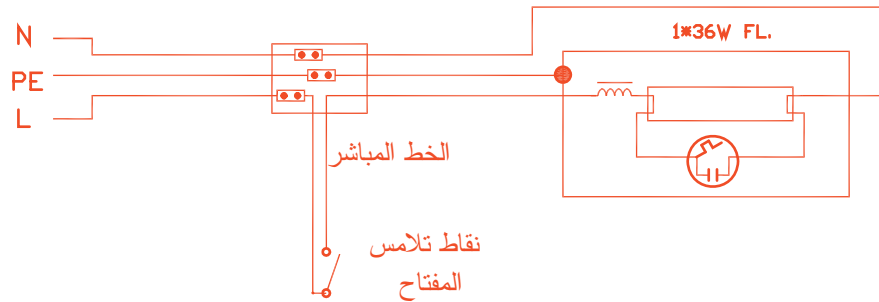 N
1*36W FL.
PE
L
الخط المباشر
نقاط تلامس
المفتاح